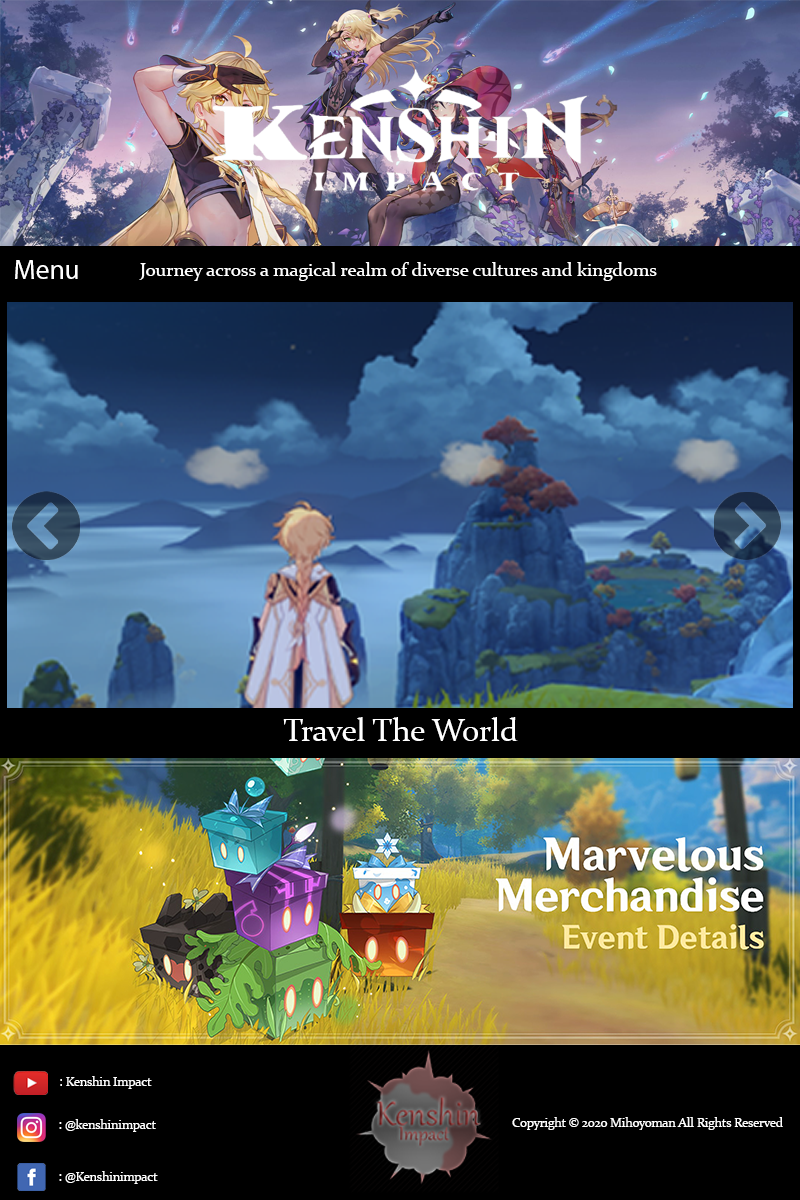 KENSHIN
IMPACT
Menu
Journey across a magical realm of diverse cultures and kingdoms
Travel The World
Marvelous
Merchandise
Event Details
: Kenshin Impact
: @kenshinimpact
: @Kenshinimpact
Kenshin
Impact
Copyright © 2020 Mihoyoman All Rights Reserved